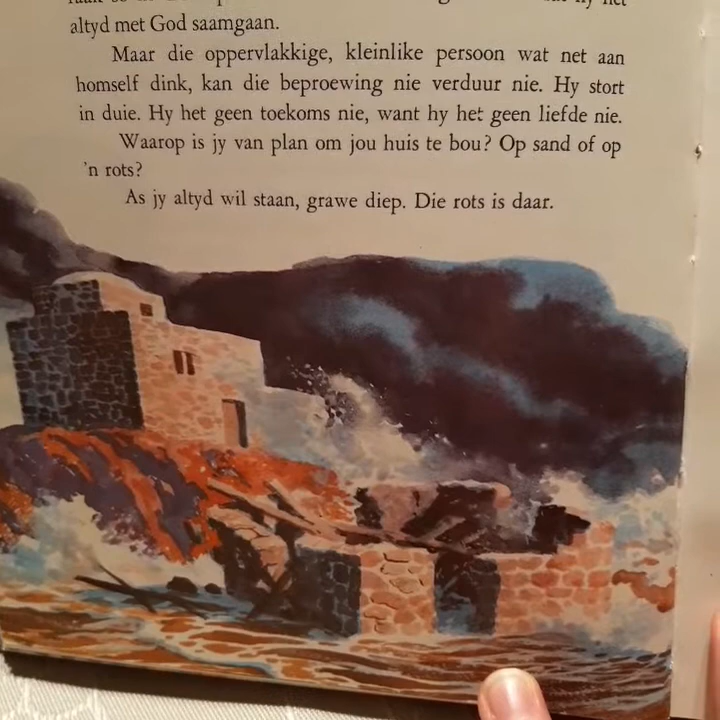 altyd met God saamgaan.
Maar die oppervlakkige, kleinlike persoon wat net aan
homself dink, kan die beproewing nie verduur nie. Hy stort
in duie. Hy het geen toekoms nie, want hy het geen liefde nie.
Waarop is jy van plan om jou huis te bou? Op sand of op
'n rots?
As jy altyd wil staan, grawe diep. Die rots is daar.